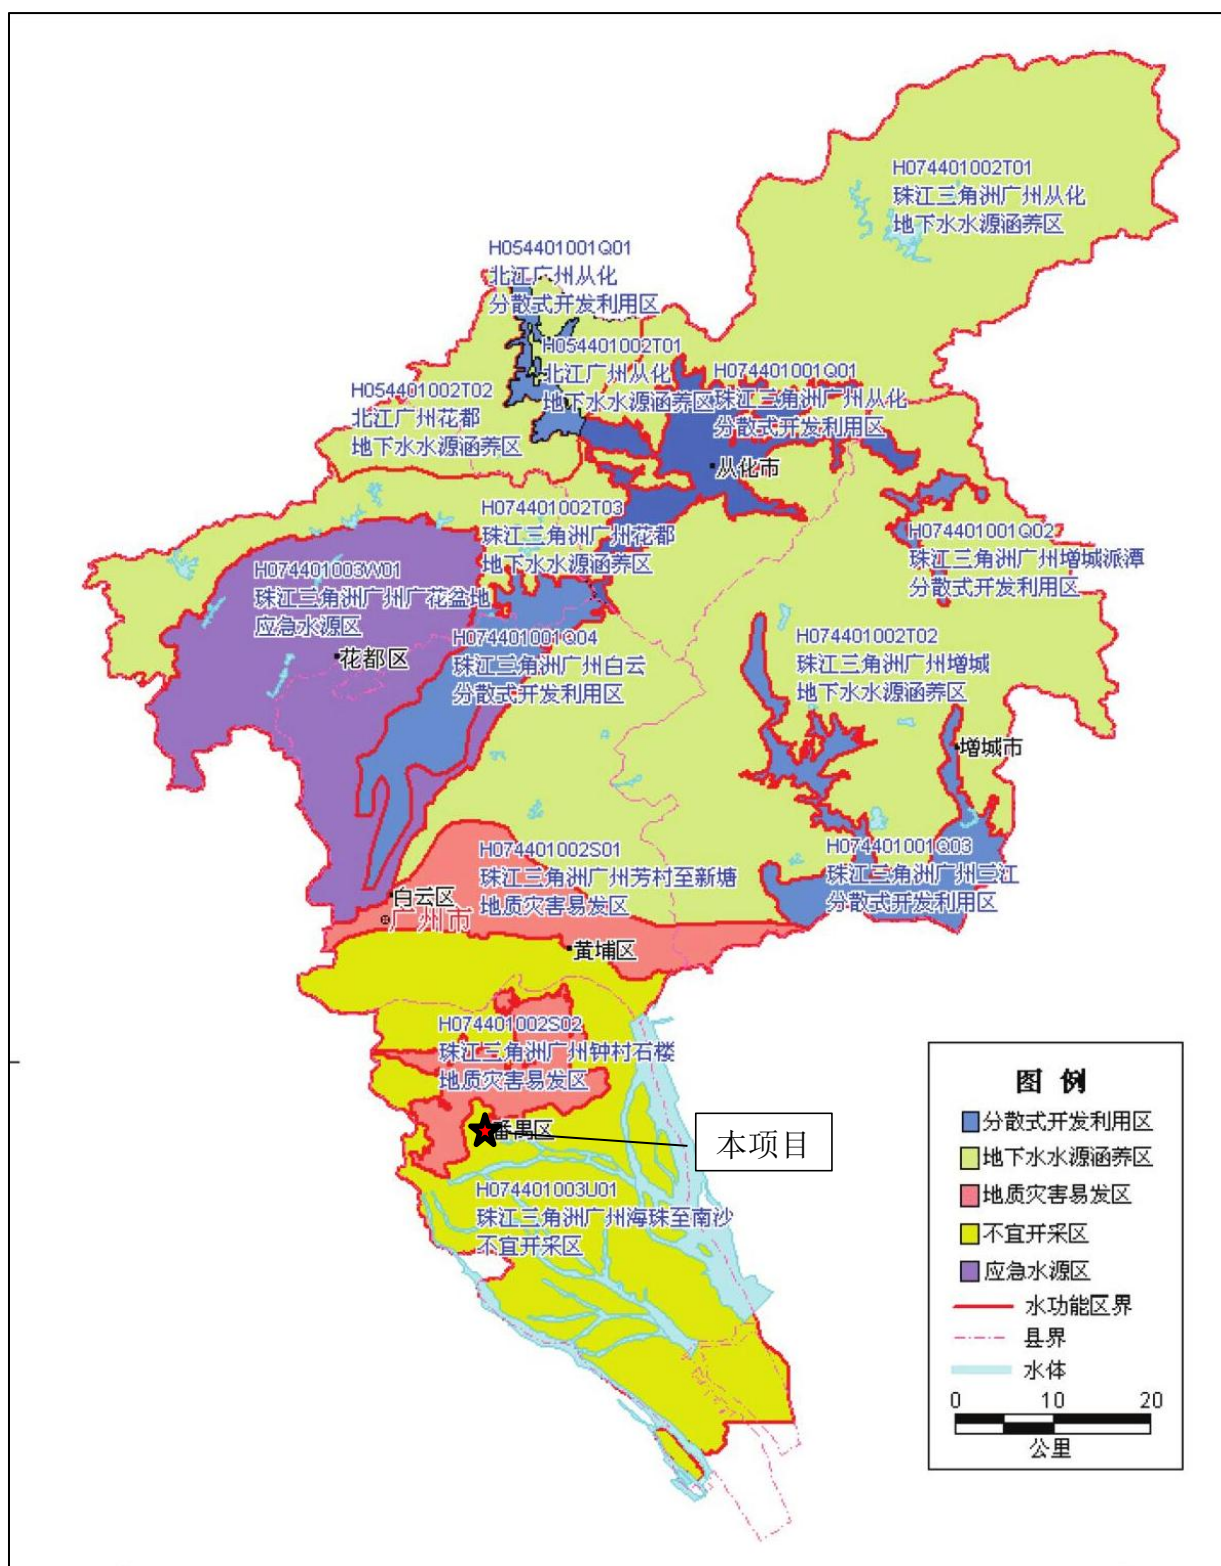 H074401002T01
珠江三角洲广州从化
地下水水源涵养区
H054401001Q01
北江广州从化
分散式开发利用区
H054401002T01
北江广州从化
地下水水源涵养区
H074401001Q01
珠江三角洲广州从化
分散式开发利用区
H054401002T02
北江广州花都
地下水水源涵养区
从化市
H074401002T03
珠江三角洲广州花都
地下水水源涵养区
H074401001Q02
珠江三角洲广州增城派潭
分散式开发利用区
H074401003W01
珠江三角洲广州广花盆地
应急水源区
花都区
H074401001Q04
珠江三角洲广州白云
分散式开发利用区
H074401002T02
珠江三角洲广州增城
地下水水源涵养区
增城市
H074401002S01
珠江三角洲广州芳村至新塘
地质灾害易发区
H074401001Q03
珠江三角洲广州三江
分散式开发利用区
白云区
广州市
黄埔区
H074401002S02
珠江三角洲广州钟村石楼
地质灾害易发区
番禺区
本项目
H074401003U01
珠江三角洲广州海珠至南沙
不宜开采区
图 例
分散式开发利用区
地下水水源涵养区
地质灾害易发区
不宜开采区
应急水源区
水功能区界
县界
水体
0 10 20
公里